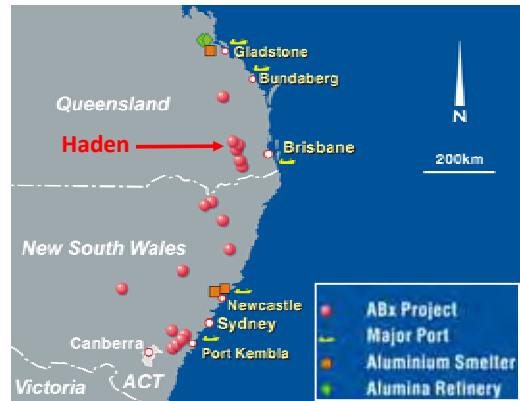 Gladstone
Bundaberg
Queensland
Haden
Brisbane
N
200km
New South Wales
Newcastle
Sydney
Canberra
Port Kembla
ACT
Victoria
ABx Project
Major Port
Aluminium Smelter
Alumina Refinery